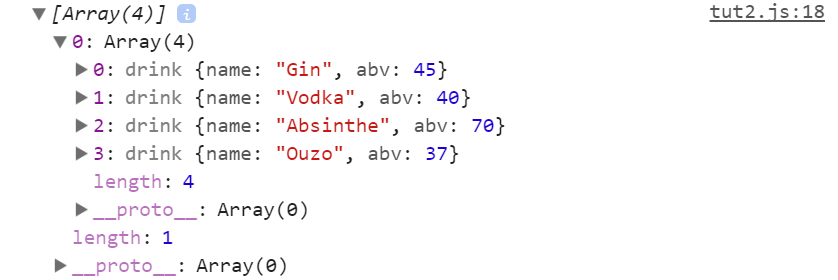 ▼[Array(4)] i tut2.js:18
▼0: Array(4)
▶0: drink {name: "Gin", abv: 45}
▶1: drink {name: "Vodka", abv: 40}
▶2: drink {name: "Absinthe", abv: 70}
▶3: drink {name: "Ouzo", abv: 37}
length: 4
▶__proto__: Array(0)
length: 1
▶__proto__: Array(0)